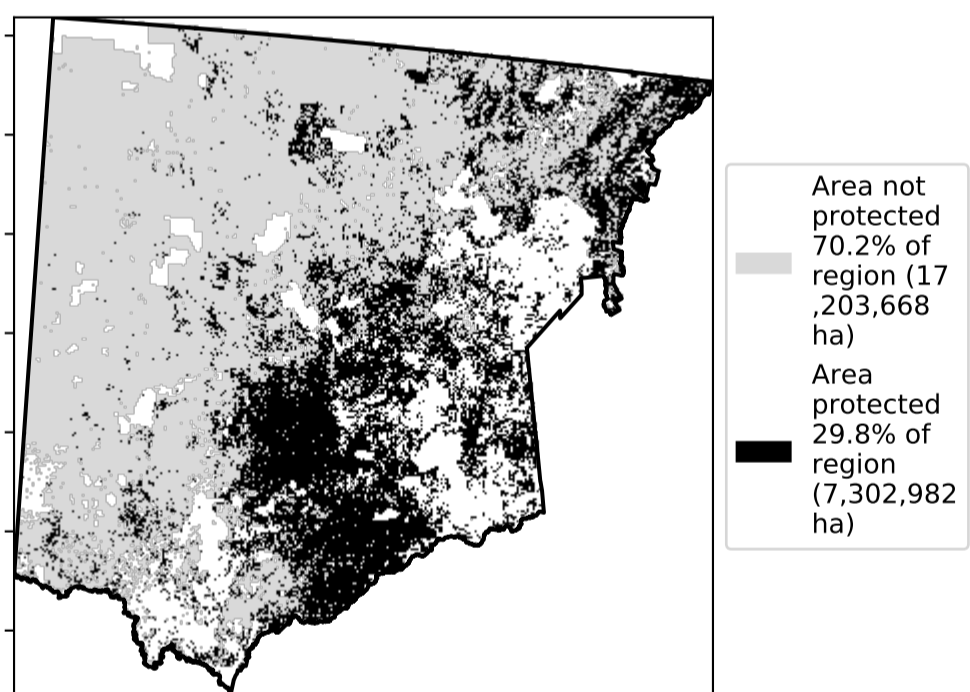 Area not
protected
70.2% of
region (17
,203,668
ha)
Area
protected
29.8% of
region
(7,302,982
ha)